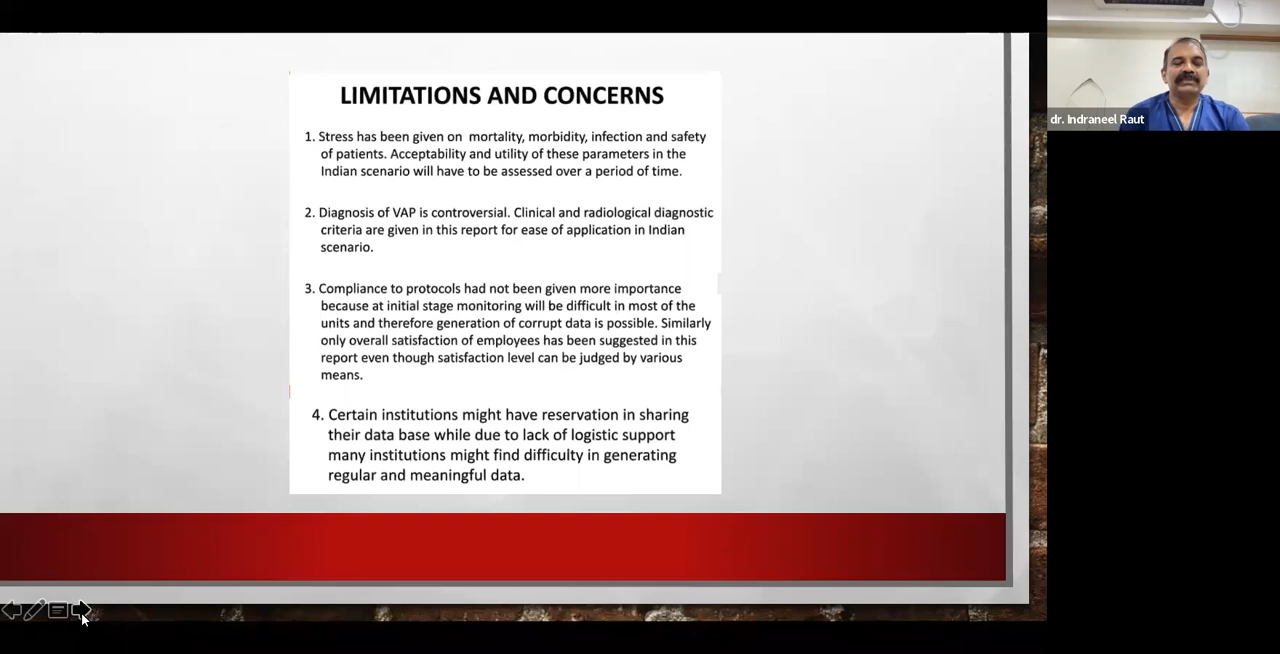 LIMITATIONS AND CONCERNS
1. Stress has been given on mortality, morbidity, infection and safety
of patients. Acceptability and utility of these parameters in the
Indian scenario will have to be assessed over a period of time.
2. Diagnosis of VAP is controversial. Clinical and radiological diagnostic
criteria are given in this report for ease of application in Indian
scenario.
3. Compliance to protocols had not been given more importance
because at initial stage monitoring will be difficult in most of the
units and therefore generation of corrupt data is possible. Similarly
only overall satisfaction of employees has been suggested in this
report even though satisfaction level can be judged by various
means.
4. Certain institutions might have reservation in sharing
their data base while due to lack of logistic support
many institutions might find difficulty in generating
regular and meaningful data.
dr. Indraneel Raut